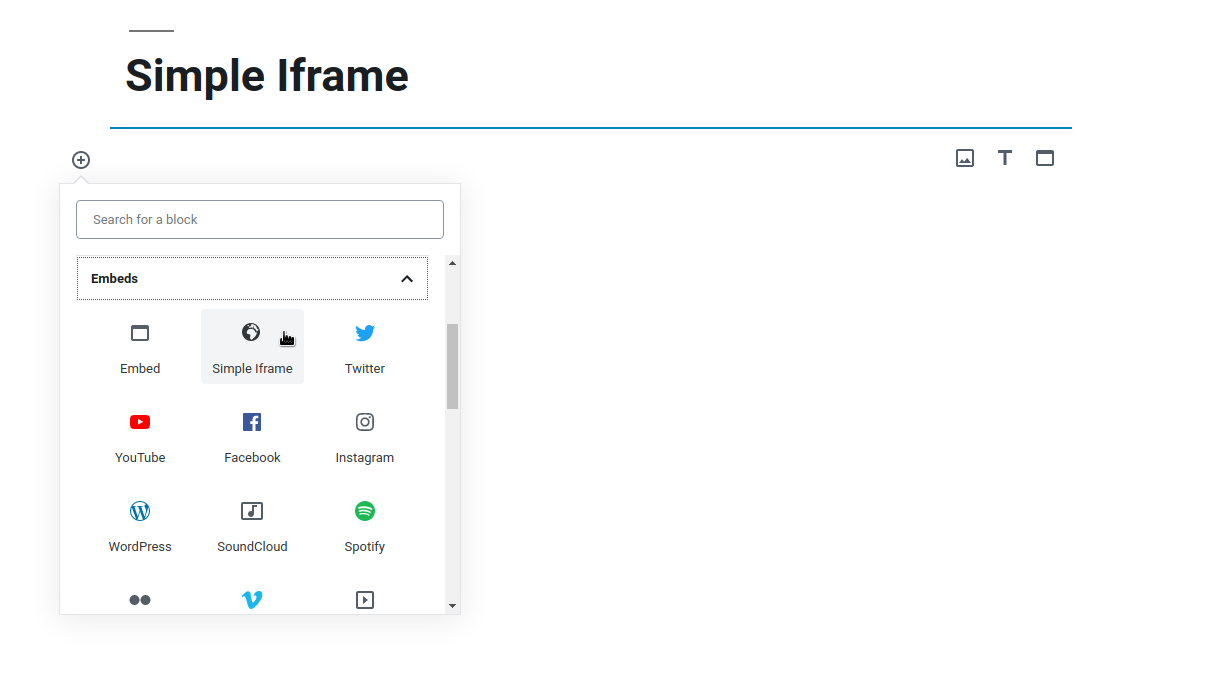 Simple Iframe
Search for a block
Embeds
Embed
Simple Iframe
Twitter
YouTube
Facebook
Instagram
WordPress
SoundCloud
Spotify